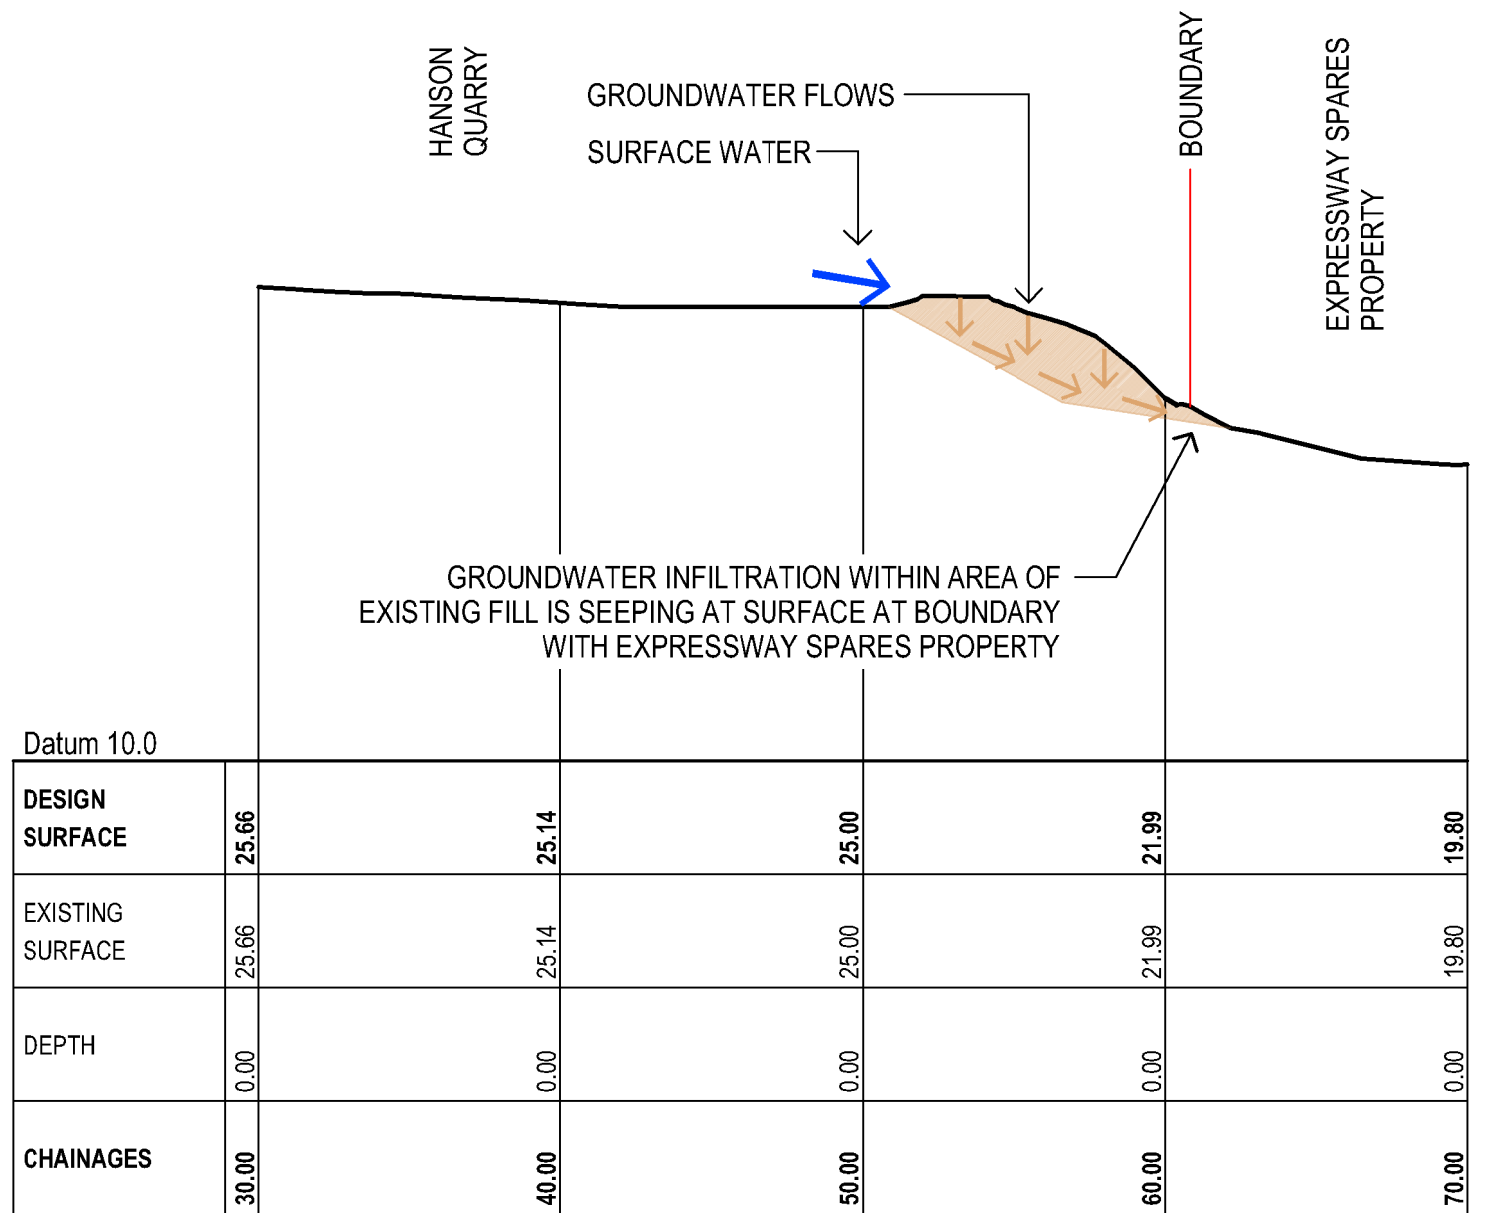 HANSON
QUARRY
GROUNDWATER FLOWS
SURFACE WATER
BOUNDARY
EXPRESSWAY SPARES
PROPERTY
GROUNDWATER INFILTRATION WITHIN AREA OF
EXISTING FILL IS SEEPING AT SURFACE AT BOUNDARY
WITH EXPRESSWAY SPARES PROPERTY
Datum 10.0
DESIGN
SURFACE
25.66 25.14 25.00 21.99 19.80
EXISTING
SURFACE
25.66 25.14 25.00 21.99 19.80
DEPTH 0.00 0.00 0.00 0.00 0.00
CHAINAGES 30.00 40.00 50.00 60.00 70.00